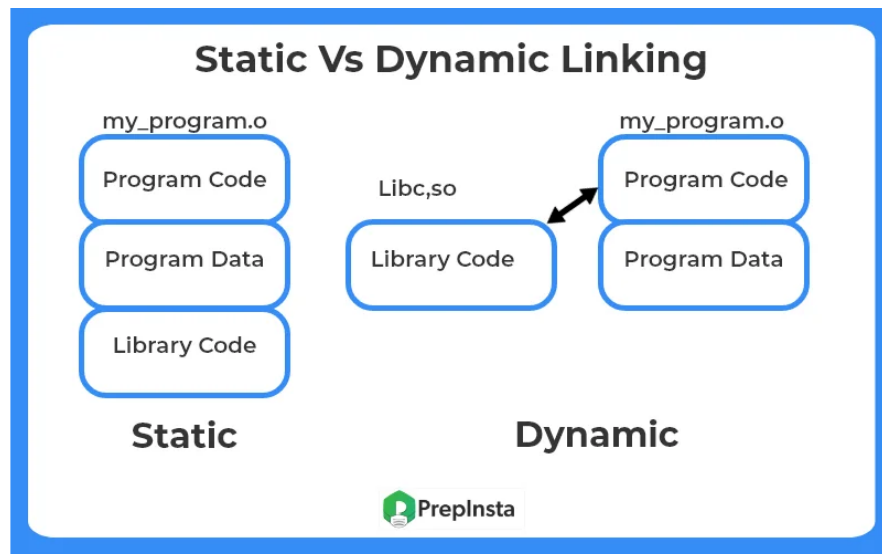 Static Vs Dynamic Linking
my_program.o
Program Code
Program Data
Library Code
Static
Libc,so
Library Code
my_program.o
Program Code
Program Data
Dynamic
PrepInsta